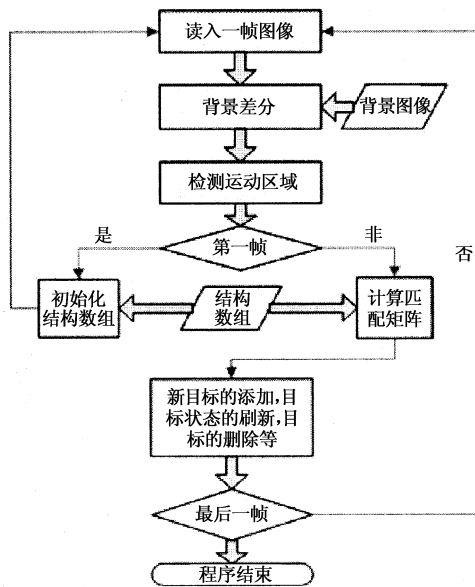 读入一帧图像
背景差分
背景图像
检测运动区域
是
第一帧
非
否
初始化
结构数组
结构
数组
计算匹
配矩阵
新目标的添加,目
标状态的刷新,目
标的删除等
最后一帧
程序结束